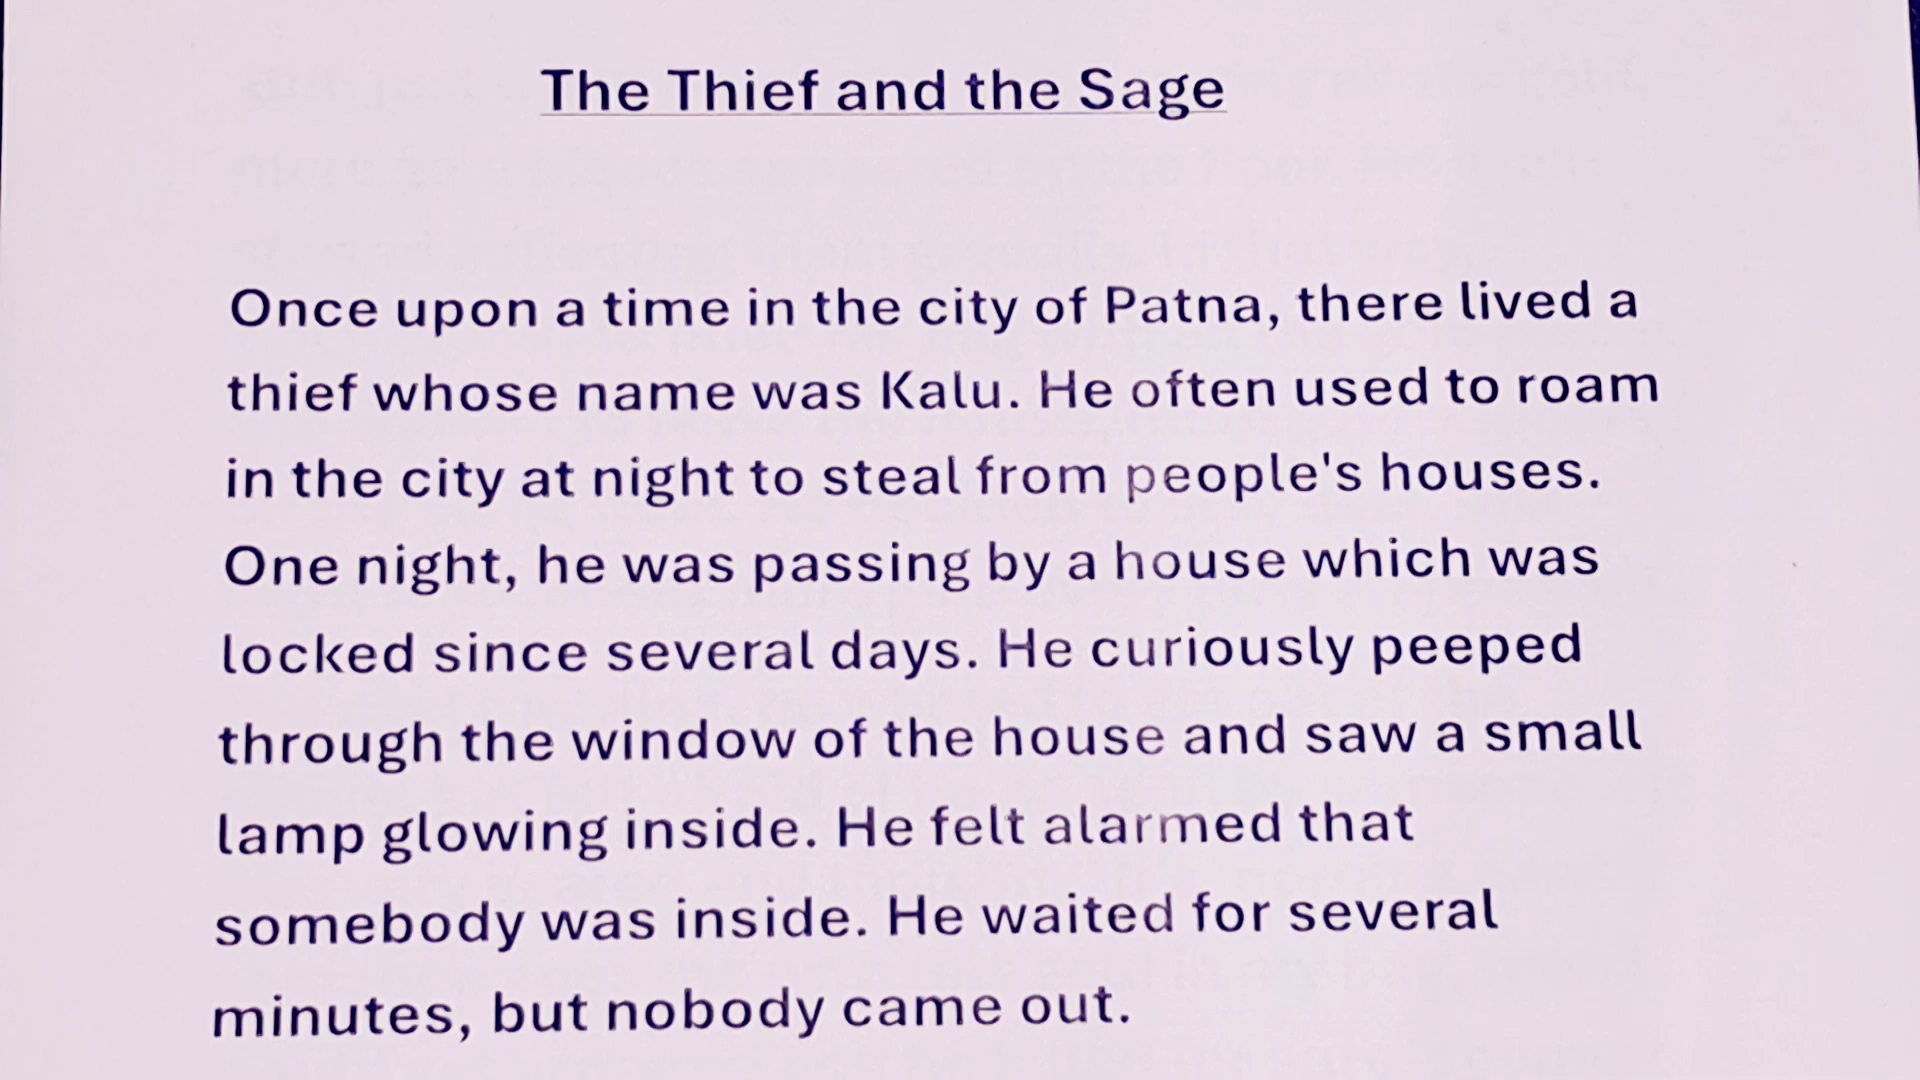 The Thief and the Sage
Once upon a time in the city of Patna, there lived a
thief whose name was Kalu. He often used to roam
in the city at night to steal from people's houses.
One night, he was passing by a house which was
locked since several days. He curiously peeped
through the window of the house and saw a small
lamp glowing inside. He felt alarmed that
somebody was inside. He waited for several
minutes, but nobody came out.